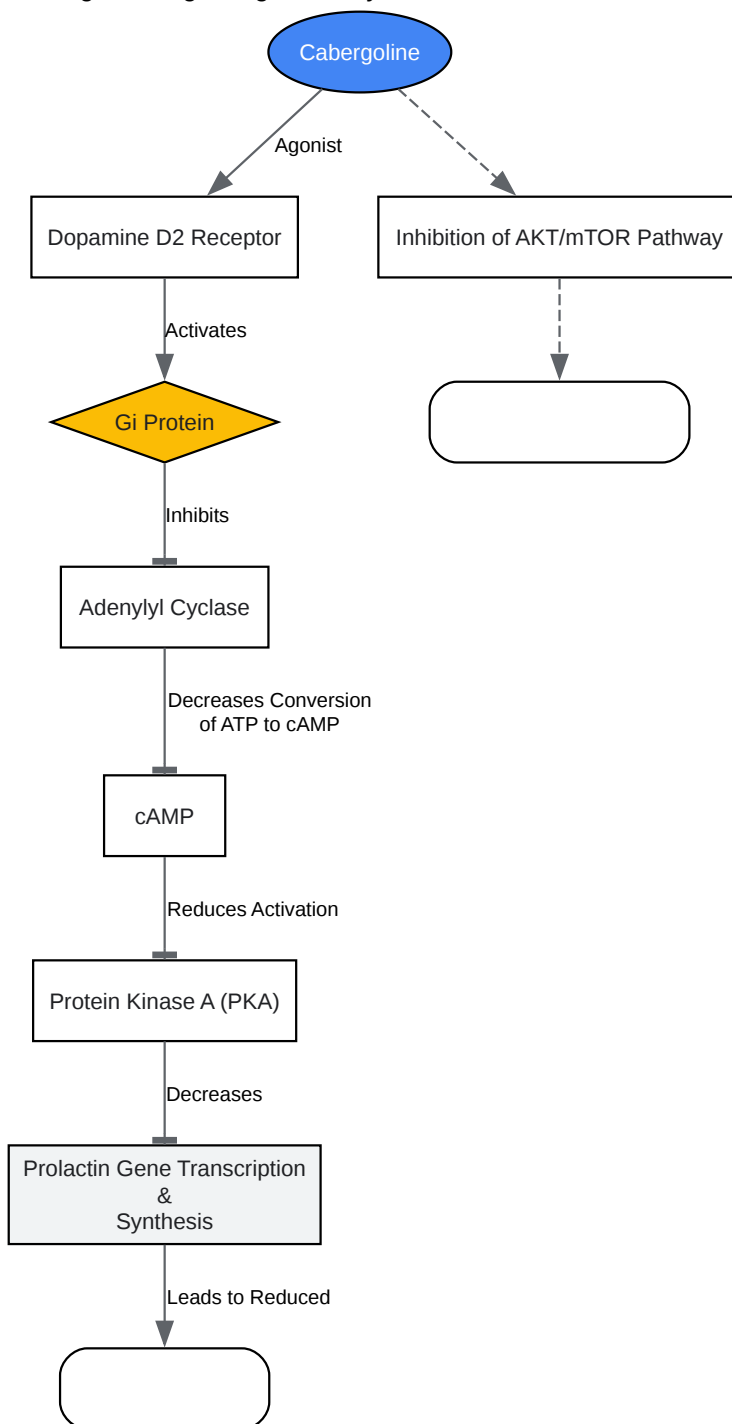 Cabergoline
Agonist
Dopamine D2 Receptor
Inhibition of AKT/mTOR Pathway
Activates
Gi Protein
Inhibits
Adenylyl Cyclase
Decreases Conversion
of ATP to cAMP
cAMP
Reduces Activation
Protein Kinase A (PKA)
Decreases
Prolactin Gene Transcription
&
Synthesis
Leads to Reduced